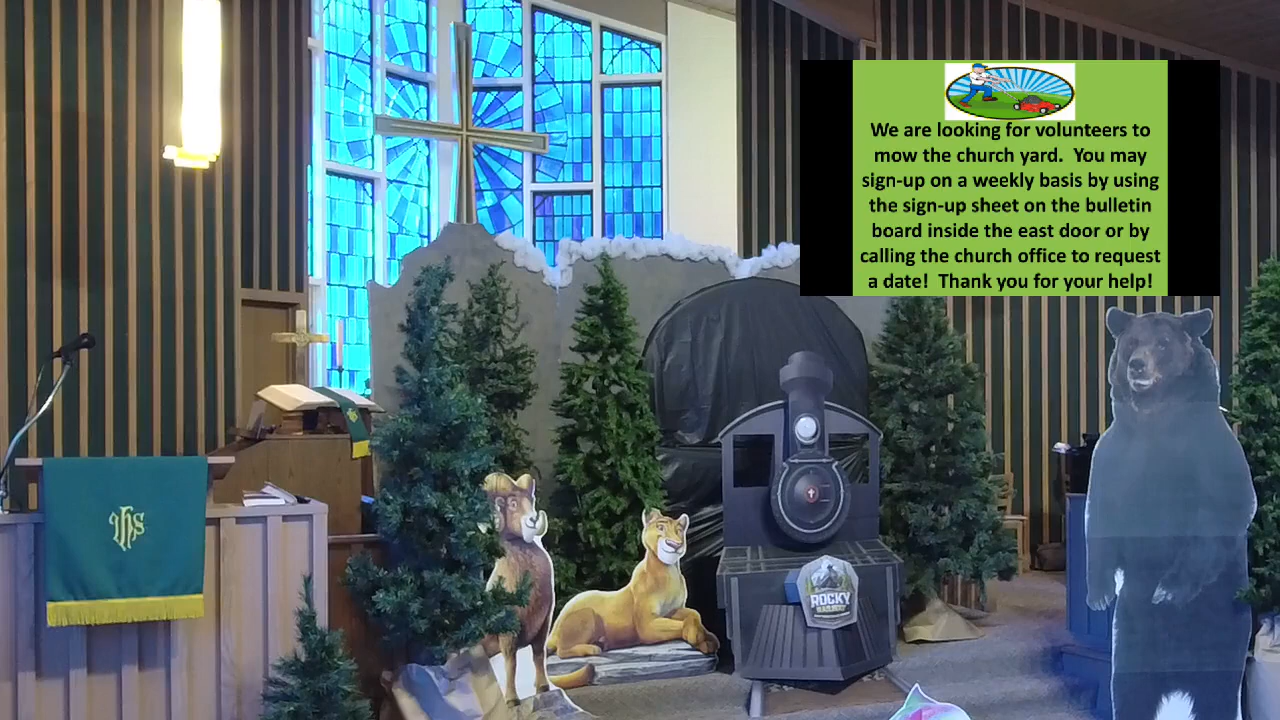 We are looking for volunteers to
mow the church yard. You may
sign-up on a weekly basis by using
the sign-up sheet on the bulletin
board inside the east door or by
calling the church office to request
a date! Thank you for your help!
IHS
ROCKY
RAILWAY